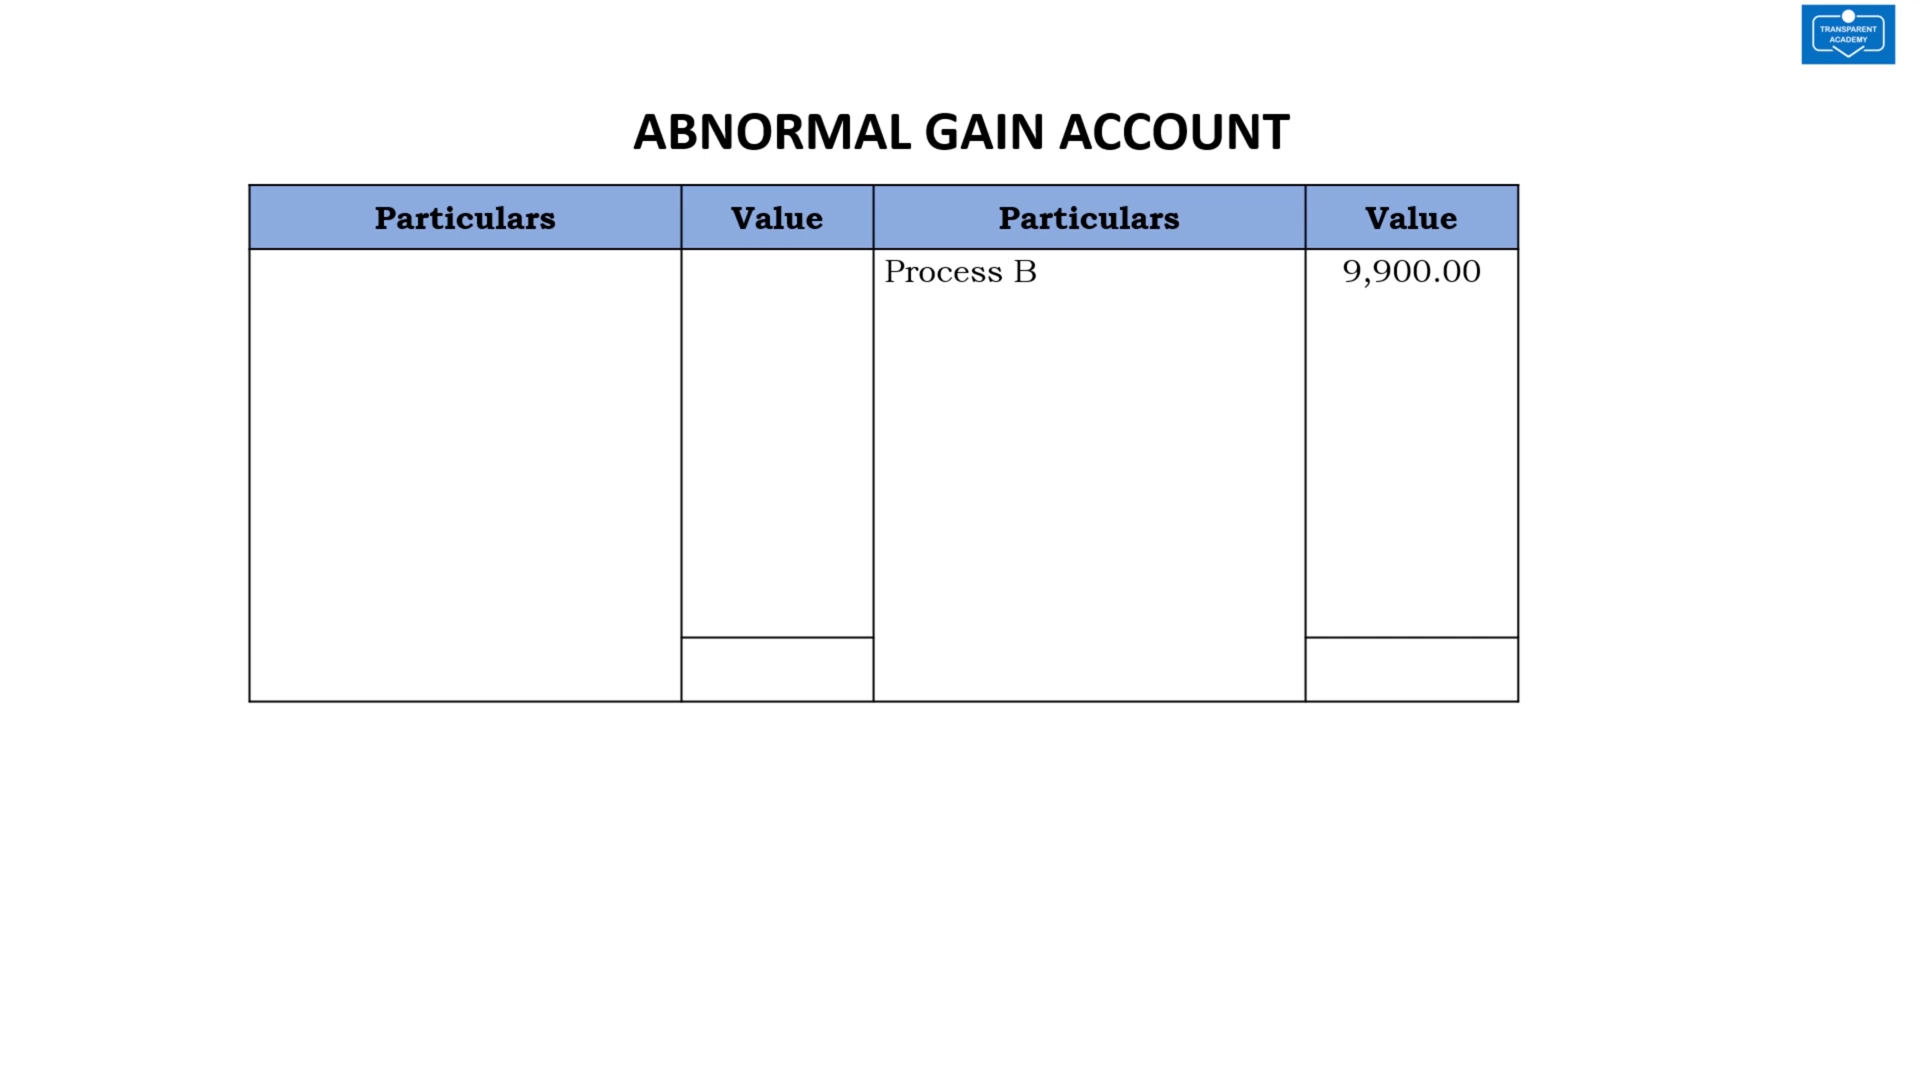 TRANSPARENT
ACADEMY
ABNORMAL GAIN ACCOUNT
Particulars Value Particulars Value
Process B 9,900.00